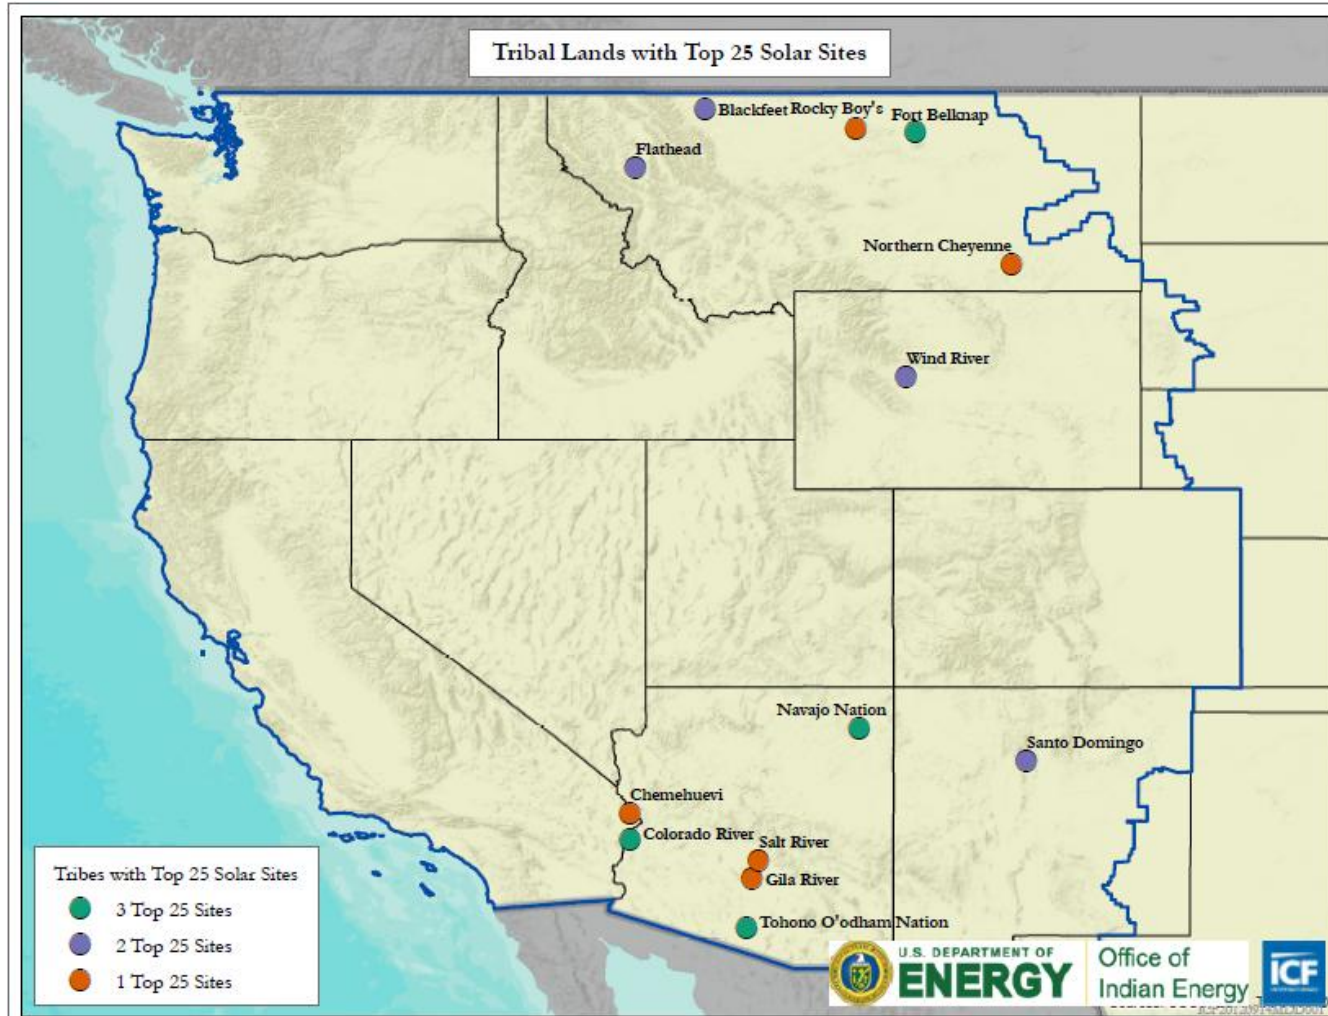 Tribal Lands with Top 25 Solar Sites
Blackfeet
Rocky Boy's
Fort Belknap
Flathead
Northern Cheyenne
Wind River
Navajo Nation
Santo Domingo
Chemehuevi
Colorado River
Salt River
Gila River
Tohono O'odham Nation
Tribes with Top 25 Solar Sites
3 Top 25 Sites
2 Top 25 Sites
1 Top 25 Sites
U.S. DEPARTMENT OF
ENERGY
Office of
Indian Energy
ICF